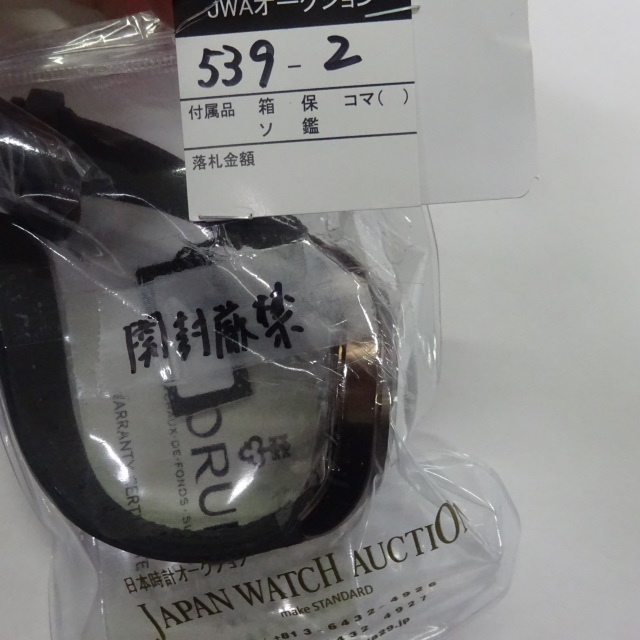 JWAオークション
539-2
付属品 箱 保 コマ( )
ソ 鑑
落札金額
開封厳禁
WARRANTY CERT
日本時計オークション
JAPAN WATCH AUCTION
make STANDARD